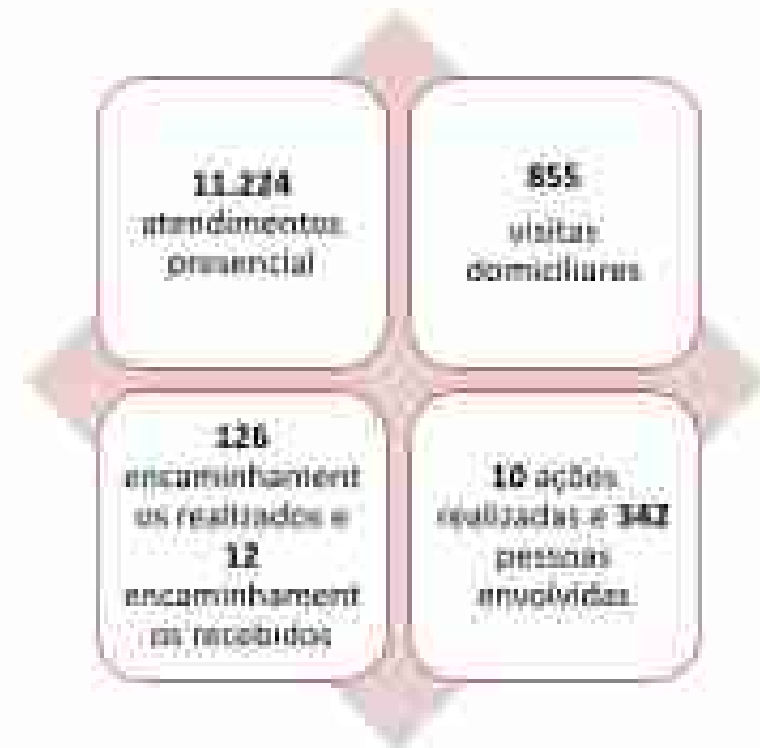 11.224
atendimentos
presencial
855
visitas
domiciliares
126
encaminhament
os realizados e
12
encaminhament
os recebidos
10 ações
realizadas e 342
pessoas
envolvidas